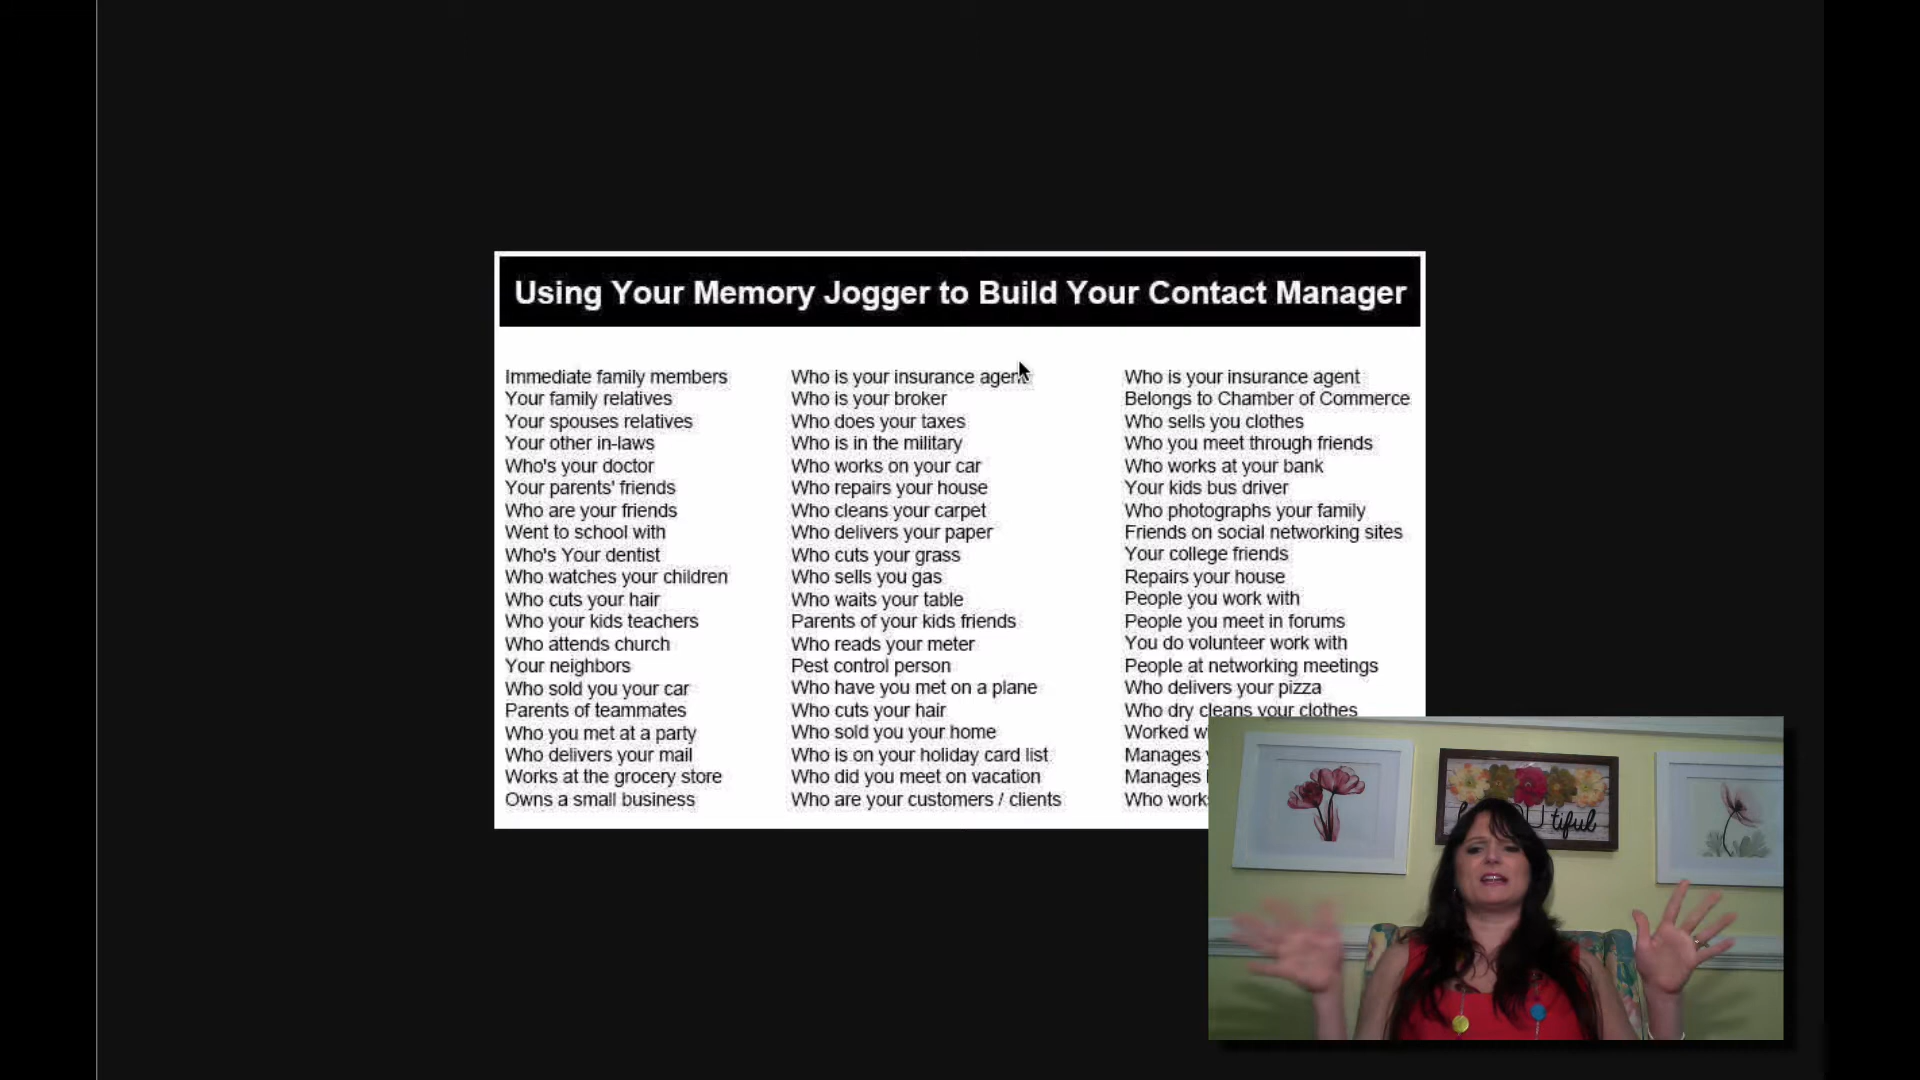 Using Your Memory Jogger to Build Your Contact Manager
Immediate family members
Your family relatives
Your spouses relatives
Your other in-laws
Who's your doctor
Your parents' friends
Who are your friends
Went to school with
Who's Your dentist
Who watches your children
Who cuts your hair
Who your kids teachers
Who attends church
Your neighbors
Who sold you your car
Parents of teammates
Who you met at a party
Who delivers your mail
Works at the grocery store
Owns a small business
Who is your insurance agent
Who is your broker
Who does your taxes
Who is in the military
Who works on your car
Who repairs your house
Who cleans your carpet
Who delivers your paper
Who cuts your grass
Who sells you gas
Who waits your table
Parents of your kids friends
Who reads your meter
Pest control person
Who have you met on a plane
Who cuts your hair
Who sold you your home
Who is on your holiday card list
Who did you meet on vacation
Who are your customers / clients
Who is your insurance agent
Belongs to Chamber of Commerce
Who sells you clothes
Who you meet through friends
Who works at your bank
Your kids bus driver
Who photographs your family
Friends on social networking sites
Your college friends
Repairs your house
People you work with
People you meet in forums
You do volunteer work with
People at networking meetings
Who delivers your pizza
Who dry cleans your clothes
Worked
Manages
Manages
Who
tiful